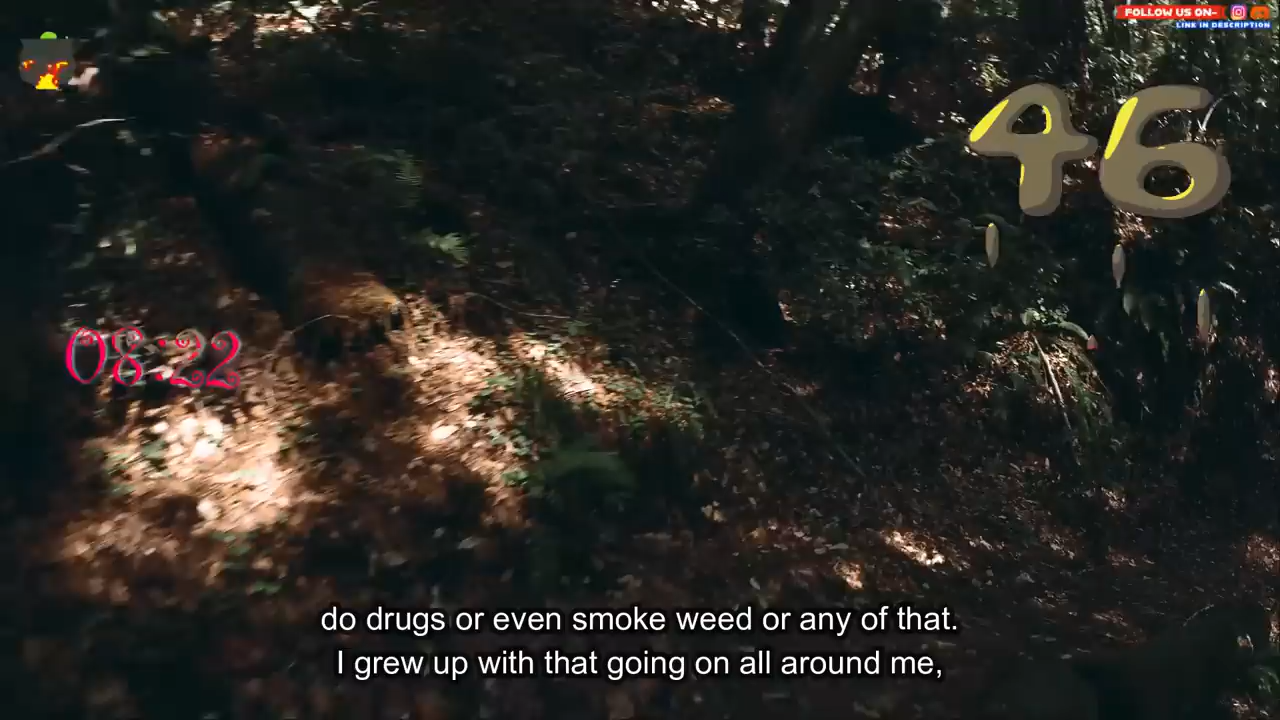 FOLLOW US ON-
LINK IN DESCRIPTION
46
08:22
do drugs or even smoke weed or any of that.
I grew up with that going on all around me,